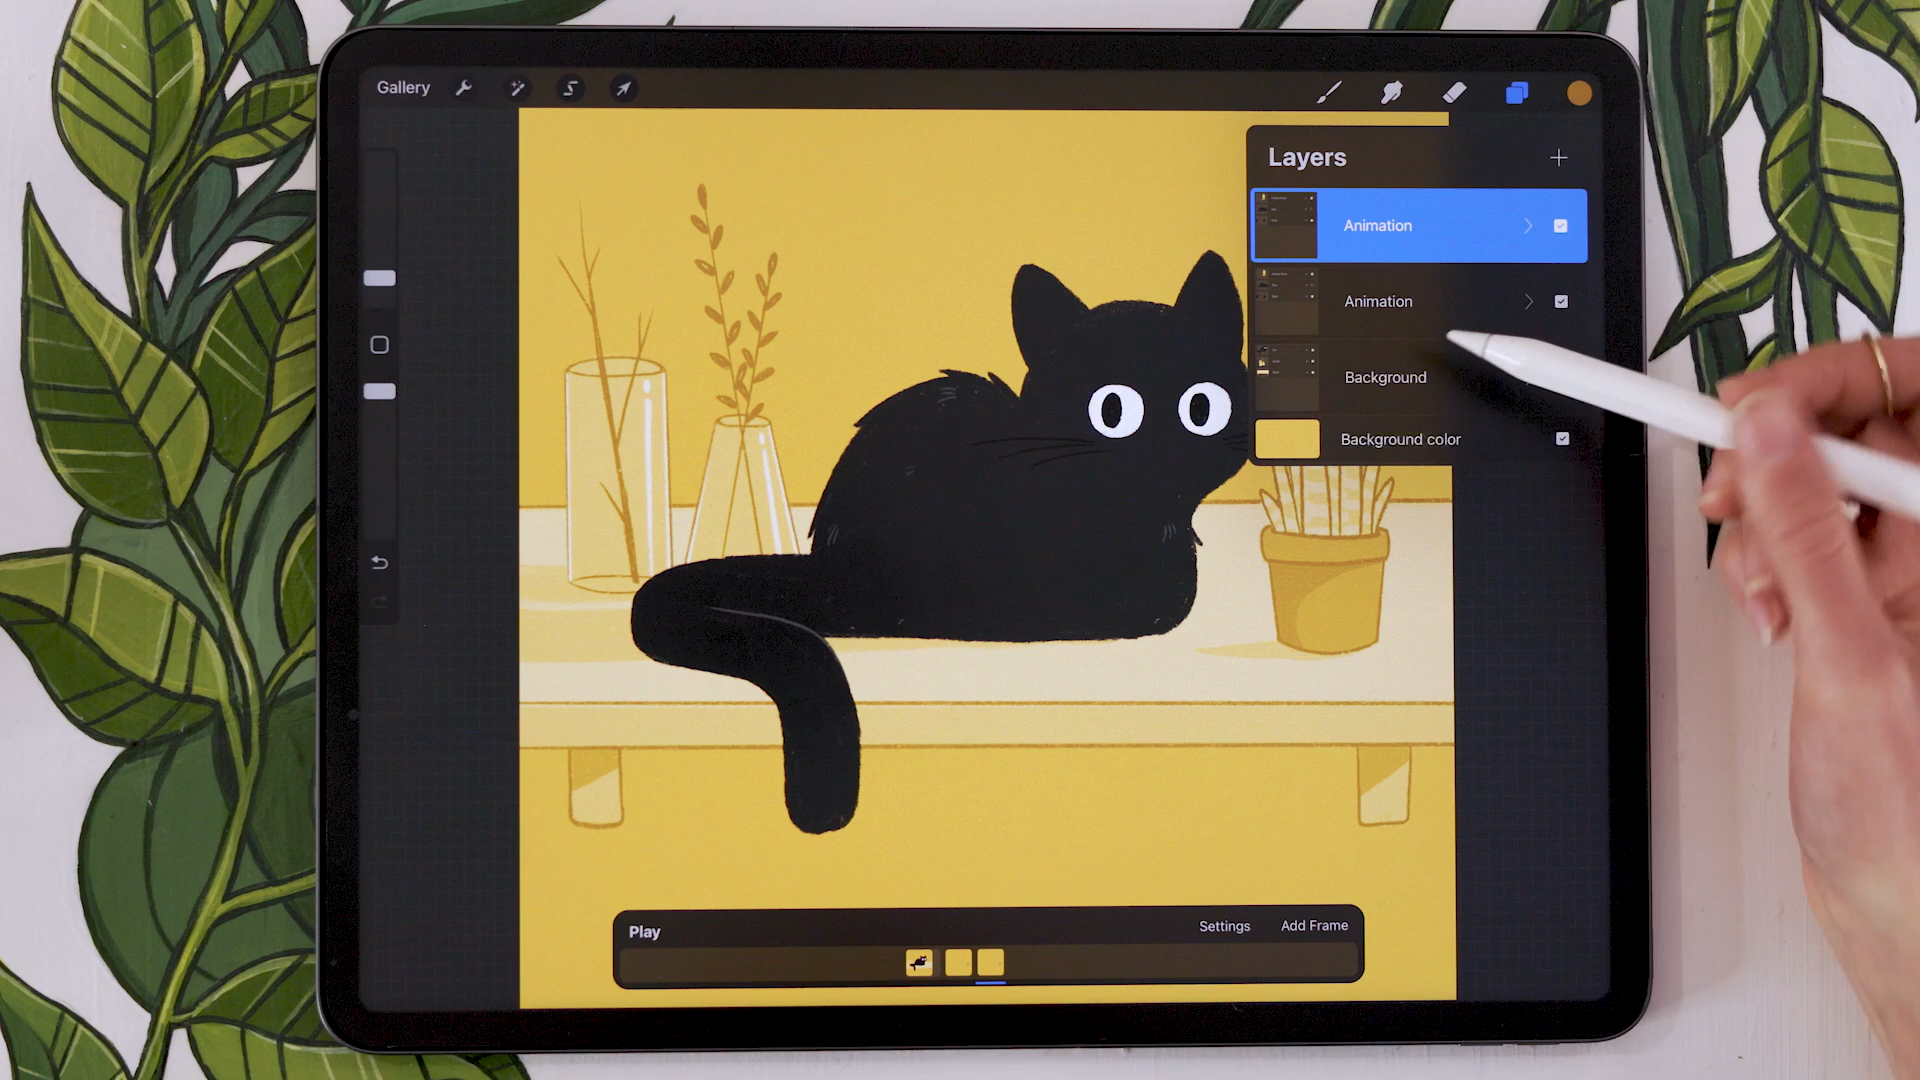 Gallery
Layers
Animation
Animation
Background
Background color
Play
Settings
Add Frame